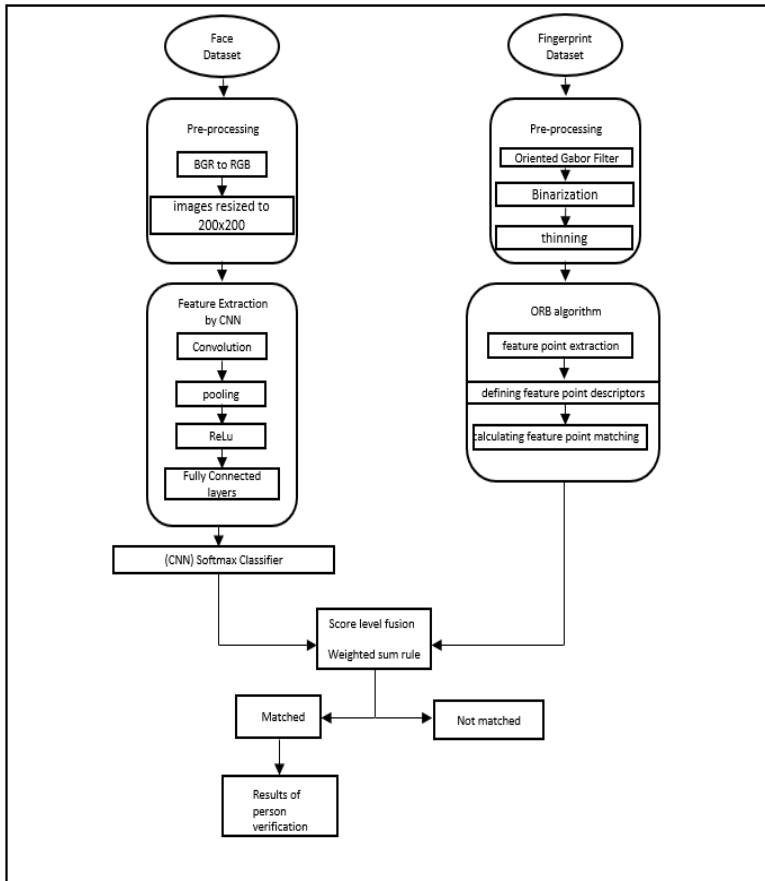 Face
Dataset
Pre-processing
BGR to RGB
images resized to
200x200
Feature Extraction
by CNN
Convolution
pooling
ReLu
Fully Connected
layers
(CNN) Softmax Classifier
Fingerprint
Dataset
Pre-processing
Oriented Gabor Filter
Binarization
thinning
ORB algorithm
feature point extraction
defining feature point descriptors
calculating feature point matching
Score level fusion
Weighted sum rule
Matched
Not matched
Results of
person
verification